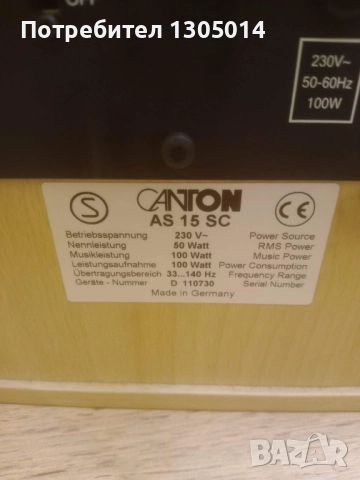 Потребител 1305014
OFF
230V~
50-60Hz
100W
S
CANTON
CE
AS 15 SC
Betriebsspannung 230 V~ Power Source
Nennleistung 50 Watt RMS Power
Musikleistung 100 Watt Music Power
Leistungsaufnahme 100 Watt Power Consumption
Übertragungsbereich 33...140 Hz Frequency Range
Geräte - Nummer D 110730 Serial Number
Made in Germany
BAZAR